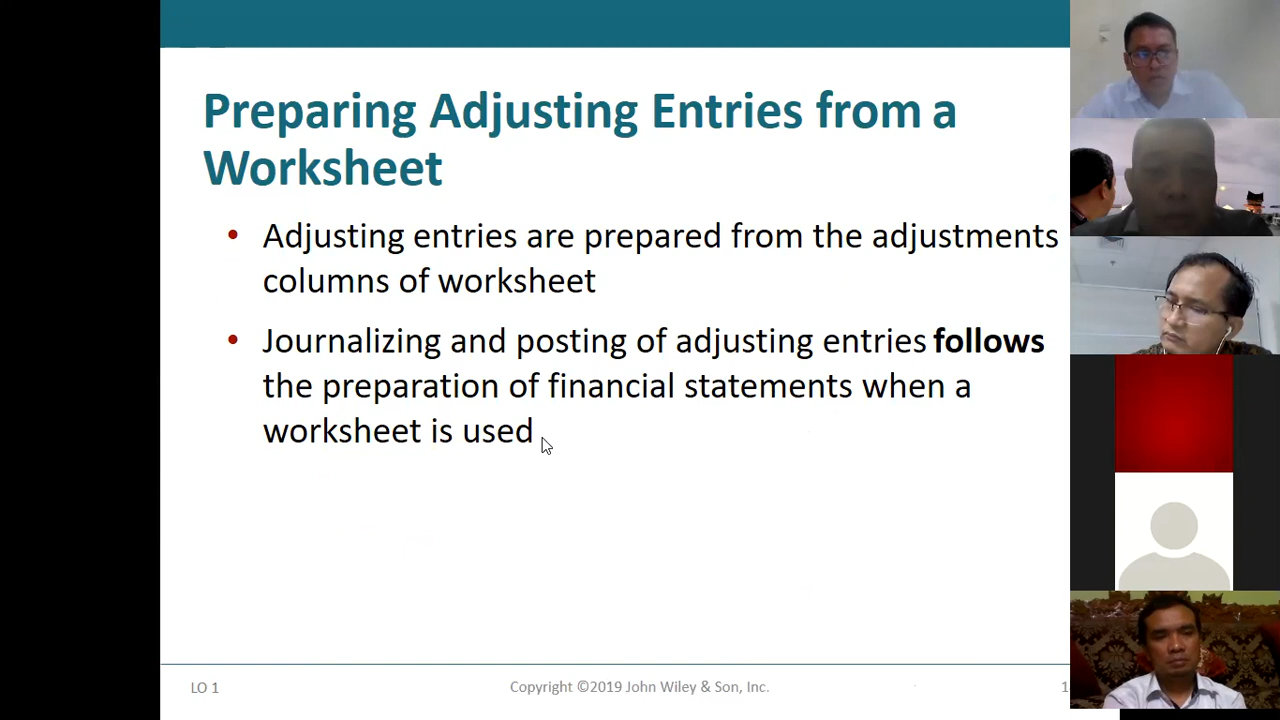 Preparing Adjusting Entries from a
Worksheet
• Adjusting entries are prepared from the adjustments
columns of worksheet
• Journalizing and posting of adjusting entries follows
the preparation of financial statements when a
worksheet is used
LO 1
Copyright ©2019 John Wiley & Son, Inc.